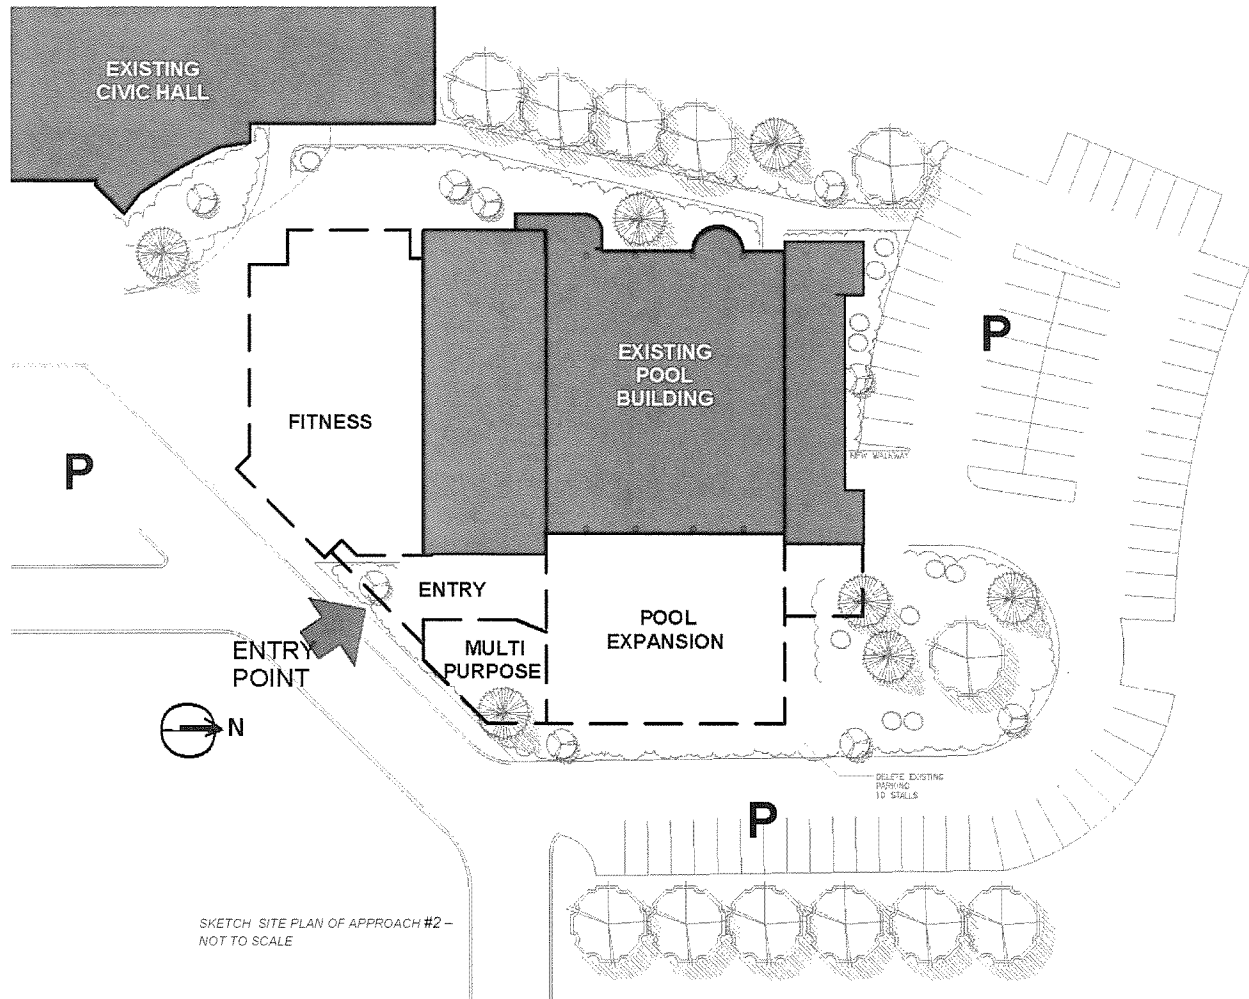 EXISTING
CIVIC HALL
P
EXISTING
POOL
BUILDING
FITNESS
NEW WALKWAY
P
ENTRY
POOL
EXPANSION
MULTI
PURPOSE
ENTRY
POINT
N
DELETE EXISTING
PARKING
10 STALLS
P
SKETCH SITE PLAN OF APPROACH #2 –
NOT TO SCALE